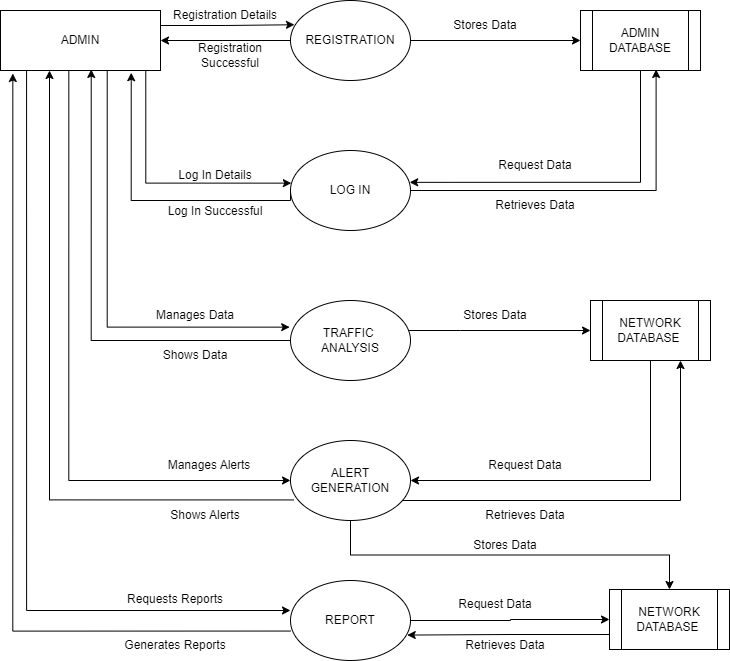 Registration Details
Stores Data
ADMIN
REGISTRATION
ADMIN
DATABASE
Registration
Successful
Log In Details
Request Data
LOG IN
Log In Successful
Retrieves Data
Manages Data
Stores Data
TRAFFIC
ANALYSIS
NETWORK
DATABASE
Shows Data
Manages Alerts
Request Data
ALERT
GENERATION
Shows Alerts
Retrieves Data
Stores Data
Requests Reports
Request Data
REPORT
NETWORK
DATABASE
Generates Reports
Retrieves Data